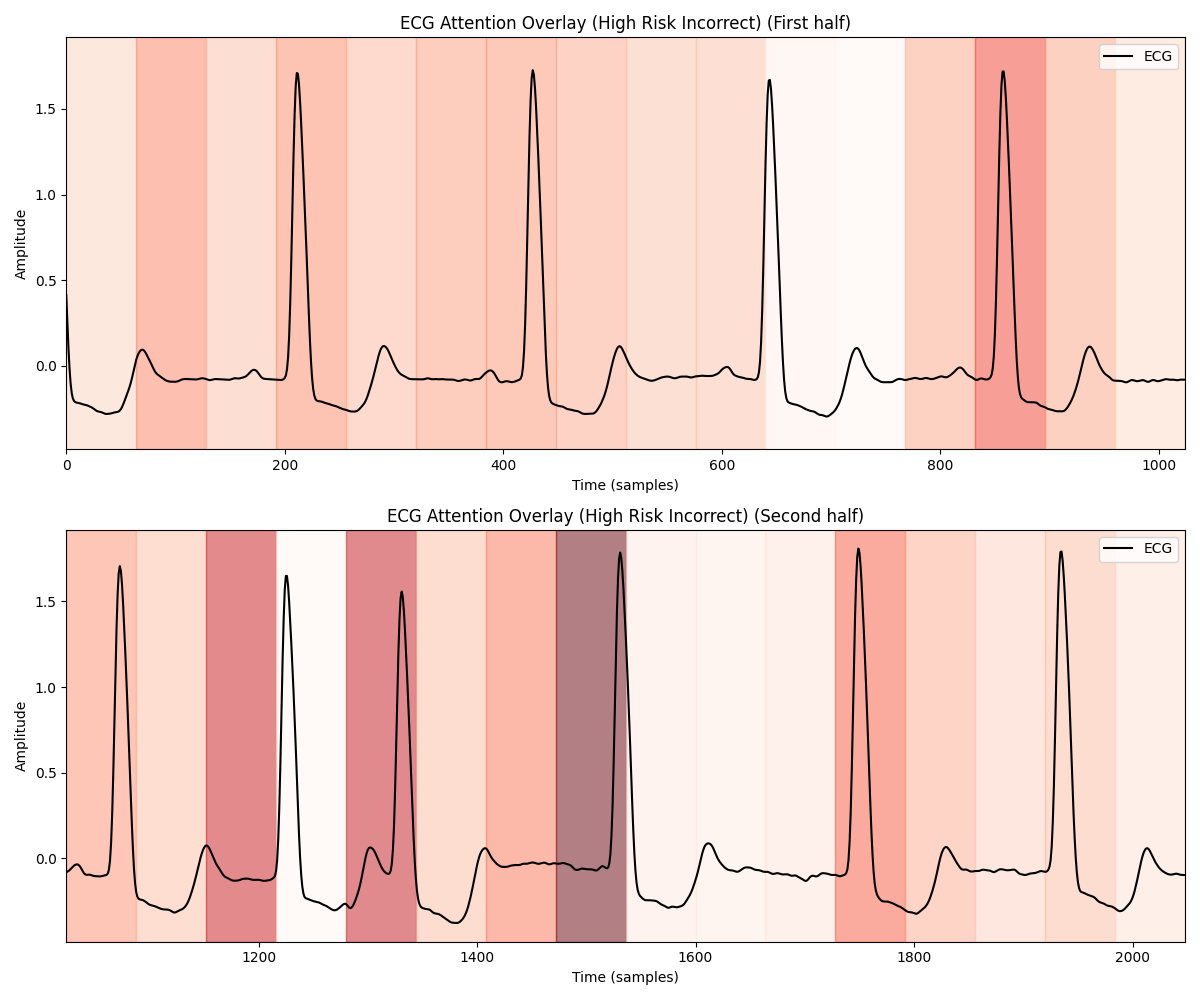 ECG Attention Overlay (High Risk Incorrect) (First half)
ECG
1.5
1.0
0.5
0.0
Amplitude
0 200 400 600 800 1000
Time (samples)
ECG Attention Overlay (High Risk Incorrect) (Second half)
ECG
1.5
1.0
0.5
0.0
Amplitude
1200 1400 1600 1800 2000
Time (samples)